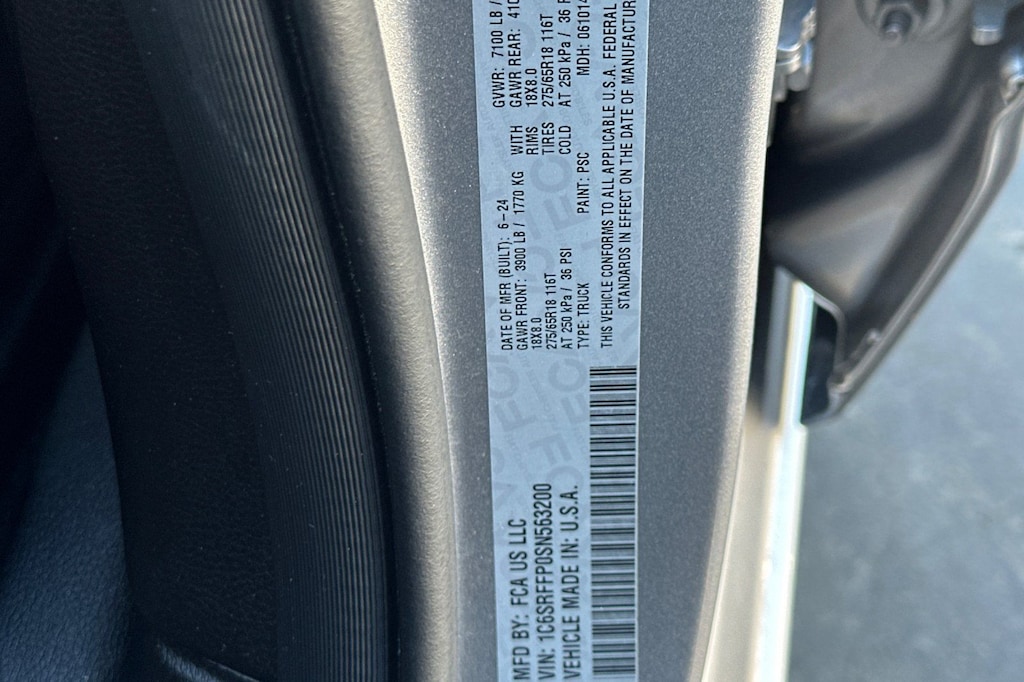 MFD BY: FCA US LLC
VIN: 1C6SRFFP0SN563200
VEHICLE MADE IN: U.S.A.
DATE OF MFR (BUILT): 6-24
GVWR: 7100 LB /
GAWR FRONT: 3900 LB / 1770 KG WITH
GAWR REAR: 410
18X8.0 RIMS 18X8.0
275/65R18 116T TIRES 275/65R18 116T
AT 250 kPa / 36 PSI COLD AT 250 kPa / 36 P
TYPE: TRUCK PAINT: PSC MDH: 061014
THIS VEHICLE CONFORMS TO ALL APPLICABLE U.S.A. FEDERAL
STANDARDS IN EFFECT ON THE DATE OF MANUFACTUR